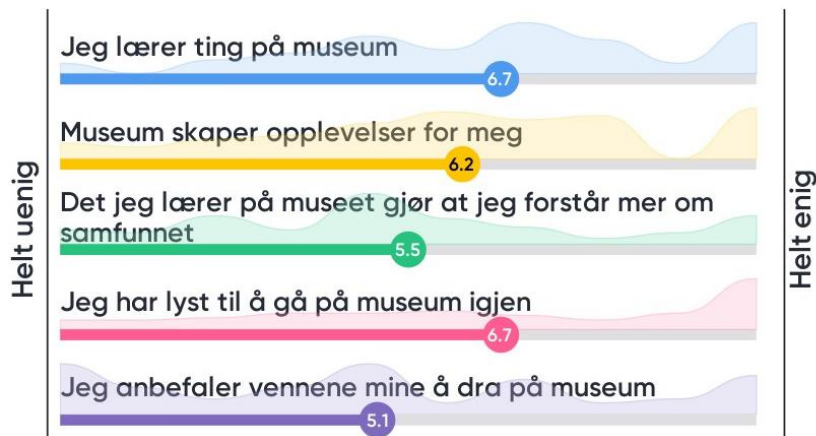 Helt uenig
Jeg lærer ting på museum
6.7
Museum skaper opplevelser for meg
6.2
Det jeg lærer på museet gjør at jeg forstår mer om
samfunnet
5.5
Jeg har lyst til å gå på museum igjen
6.7
Jeg anbefaler vennene mine å dra på museum
5.1
Helt enig